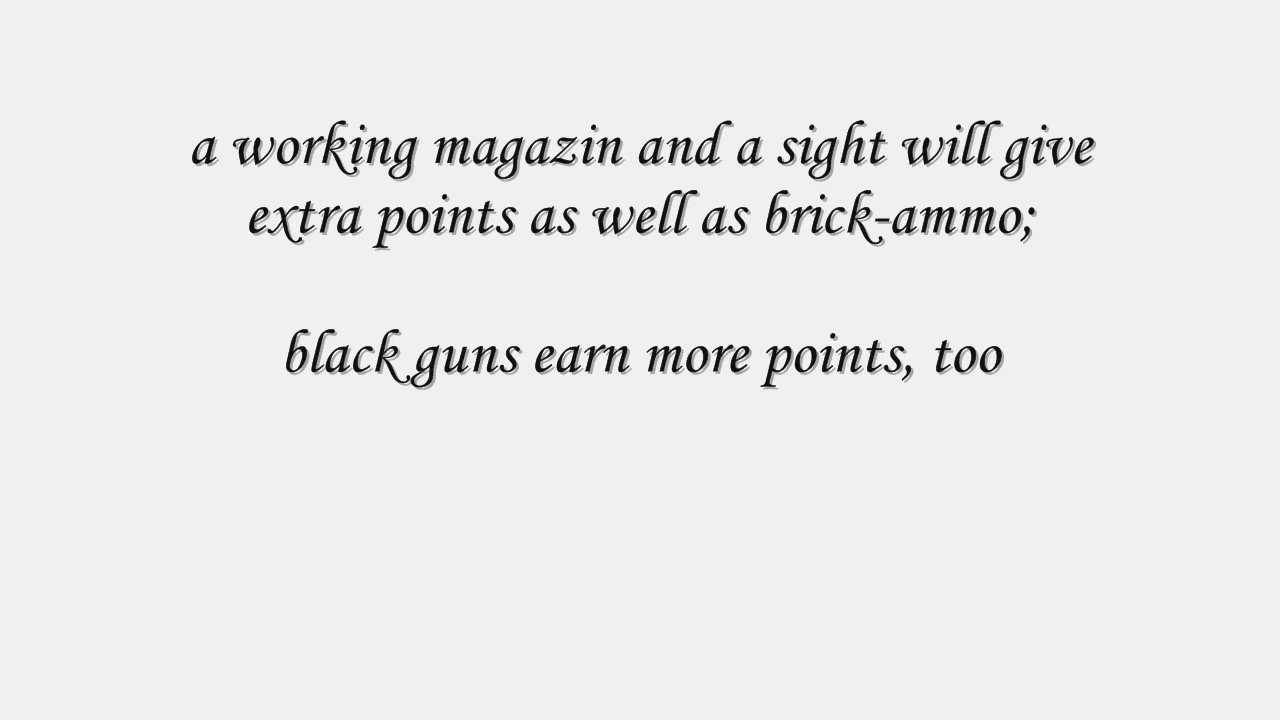 a working magazin and a sight will give
extra points as well as brick-ammo;
black guns earn more points, too